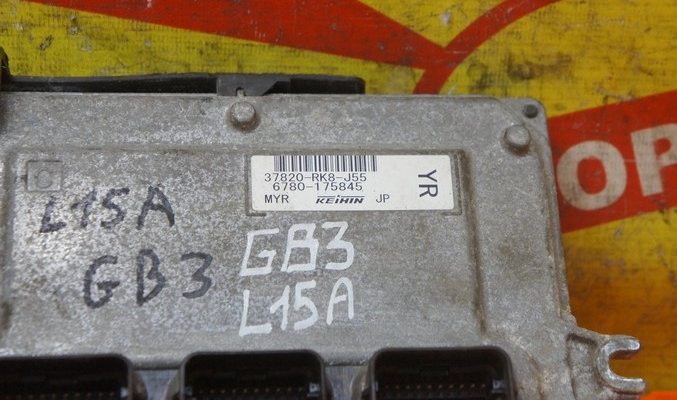 37820-RK8-J55
6780-175845
MYR KEIHIN JP
YR
L15A
GB3
GB3
L15A
OP